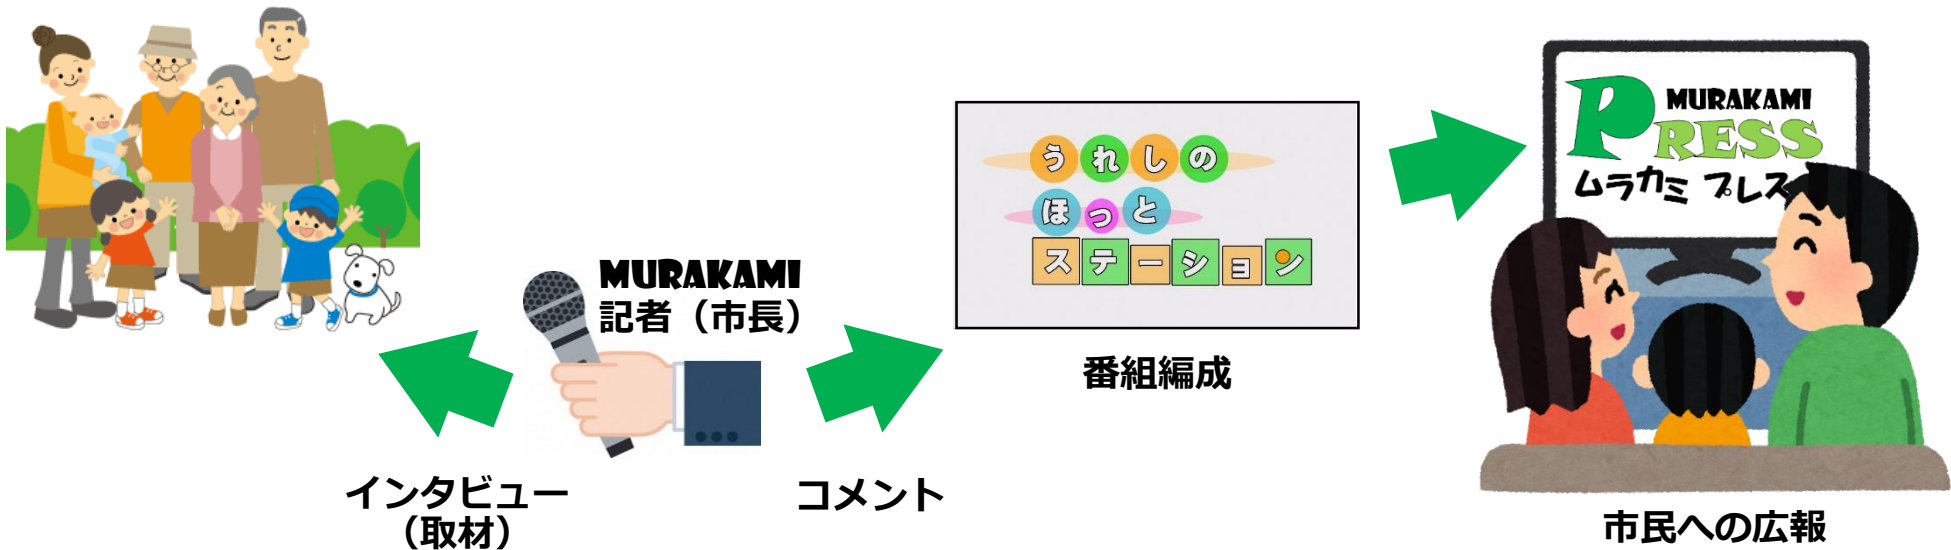 MURAKAMI
記者（市長）
インタビュー
（取材）
コメント
うれしの
ほっと
ステーション
番組編成
MURAKAMI
PRESS
ムラカミ プレス
市民への広報